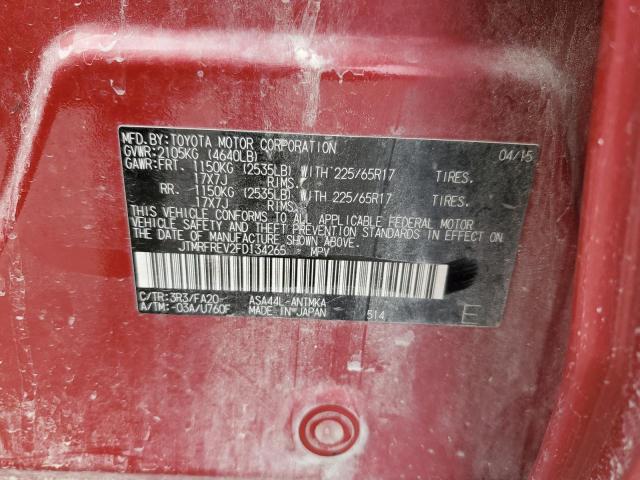 MFD.BY:TOYOTA MOTOR CORPORATION 04/15
GVWR:2105KG (4640LB)
GAWR:FRT. 1150KG (2535LB) WITH 225/65R17 TIRES.
17X7J RIMS.
RR. 1150KG (2535LB) WITH 225/65R17 TIRES.
17X7J RIMS.
THIS VEHICLE CONFORMS TO ALL APPLICABLE FEDERAL MOTOR
VEHICLE SAFETY AND THEFT PREVENTION STANDARDS IN EFFECT ON
THE DATE OF MANUFACTURE SHOWN ABOVE.
JTMRFREV2FD134265 MPV
C/TR:3R3/FA20 ASA44L-ANTMKA
A/TM:-03A/U760F MADE IN JAPAN 514 E